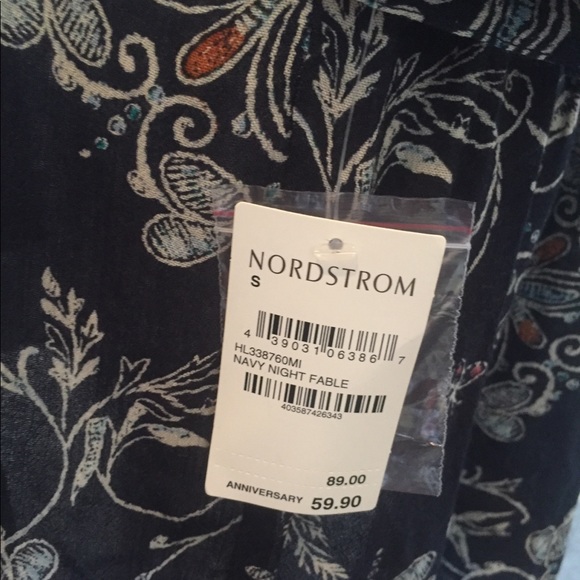 NORDSTROM
S
4 39031 06386 7
HL338760MI
NAVY NIGHT FABLE
403587426343
89.00
ANNIVERSARY 59.90